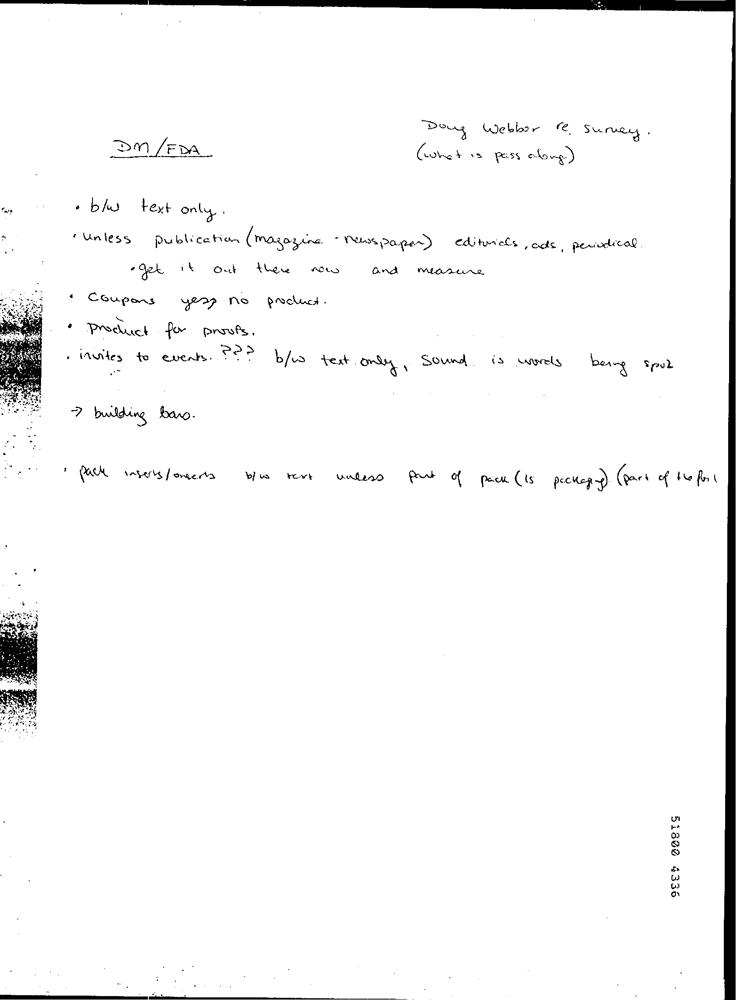 Doug Webber re. survey.
DM/FDA
(what is pass along)
• b/w text only.
• unless publication (magazine - newspaper) editorials, ads, periodical.
• get it out there now and measure
• Coupons yes, no product.
• product for proofs.
• invites to events. ??? b/w text only, sound is words being
→ building bars.
• pack inserts/onserts b/w text unless part of pack (is packaging) (part of the
51800 4336